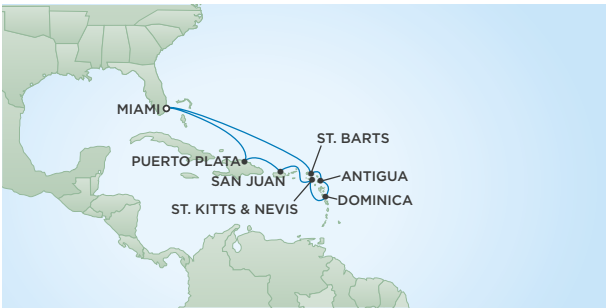 MIAMI
ST. BARTS
PUERTO PLATA
SAN JUAN
ANTIGUA
ST. KITTS & NEVIS
DOMINICA